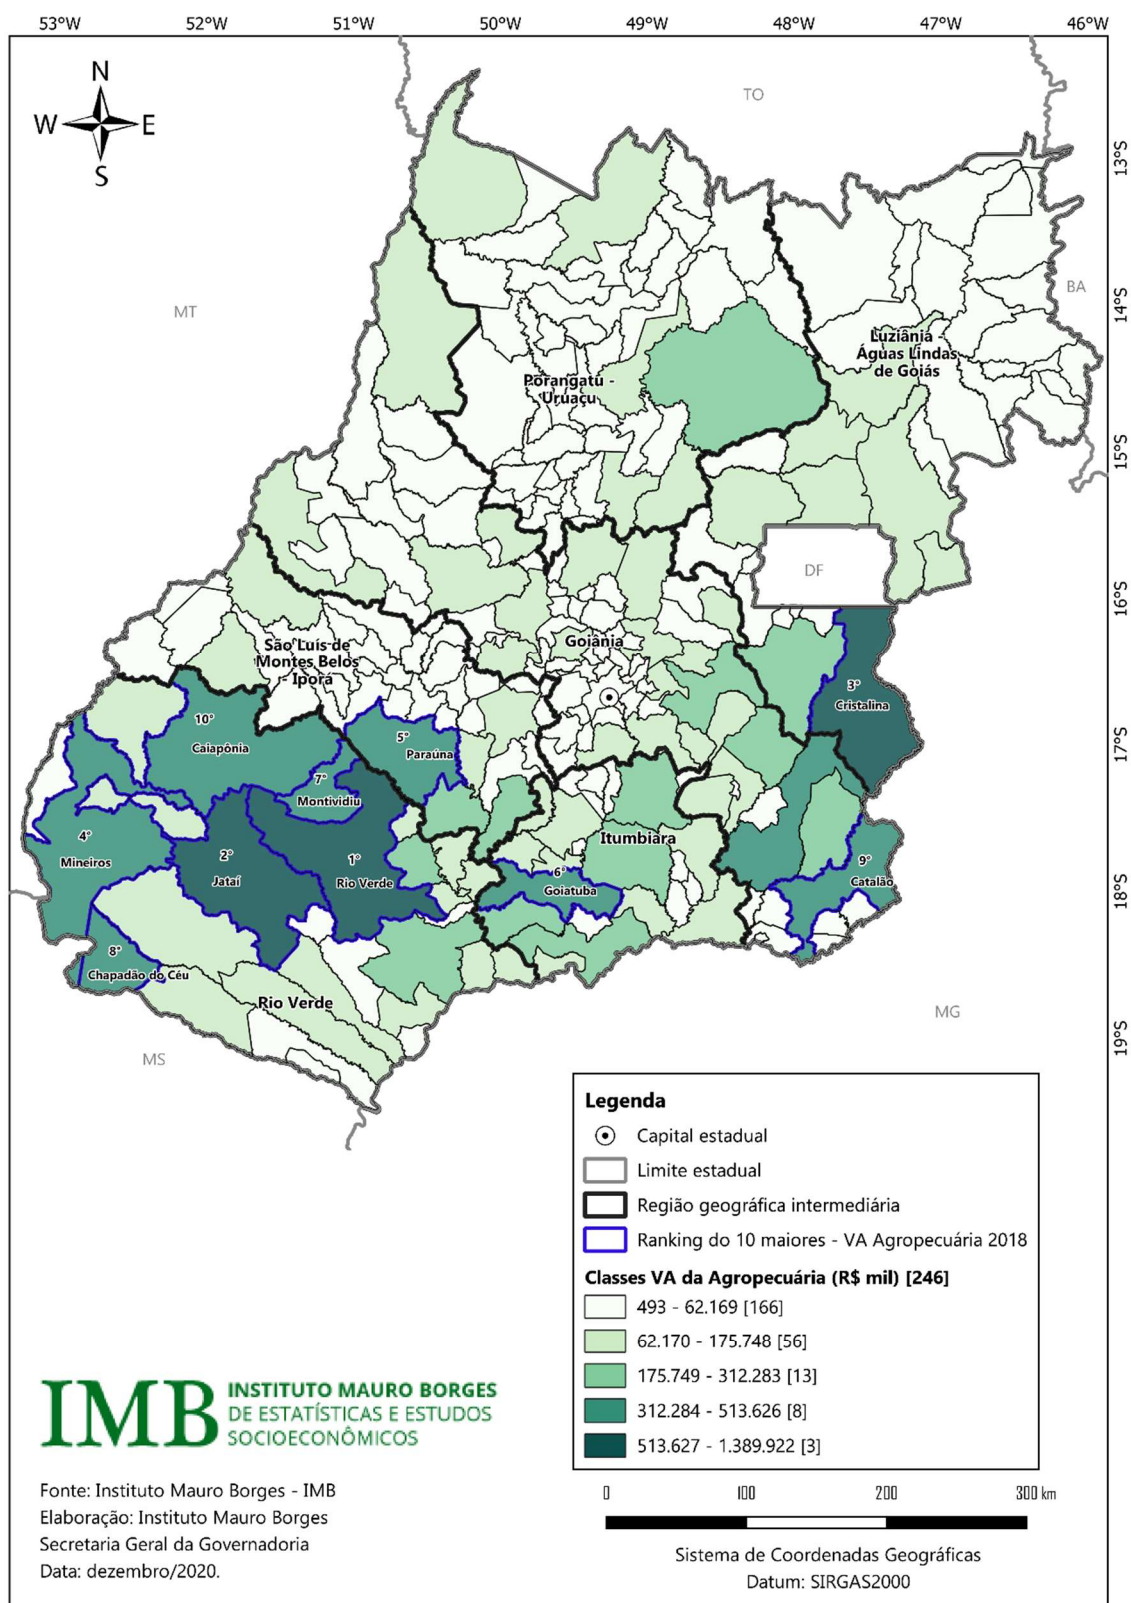 53°W 52°W 51°W 50°W 49°W 48°W 47°W 46°W
N
W E
S
TO
13°S
MT
BA
14°S
Luziânia -
Águas Lindas
de Goiás
Porangatu -
Uruaçu
15°S
DF
16°S
Goiânia
São Luís de
Montes Belos
- Iporá
3°
Cristalina
10°
Caiapônia
5°
Paraúna
17°S
7°
Montividiu
4°
Mineiros
2°
Jataí
1°
Rio Verde
Itumbiara
6°
Goiatuba
9°
Catalão
18°S
8°
Chapadão do Céu
Rio Verde
MG
MS
19°S
Legenda
Capital estadual
Limite estadual
Região geográfica intermediária
Ranking do 10 maiores - VA Agropecuária 2018
Classes VA da Agropecuária (R$ mil) [246]
493 - 62.169 [166]
62.170 - 175.748 [56]
175.749 - 312.283 [13]
312.284 - 513.626 [8]
513.627 - 1.389.922 [3]
IMB
INSTITUTO MAURO BORGES
DE ESTATÍSTICAS E ESTUDOS
SOCIOECONÔMICOS
Fonte: Instituto Mauro Borges - IMB
Elaboração: Instituto Mauro Borges
Secretaria Geral da Governadoria
Data: dezembro/2020.
0 100 200 300 km
Sistema de Coordenadas Geográficas
Datum: SIRGAS2000